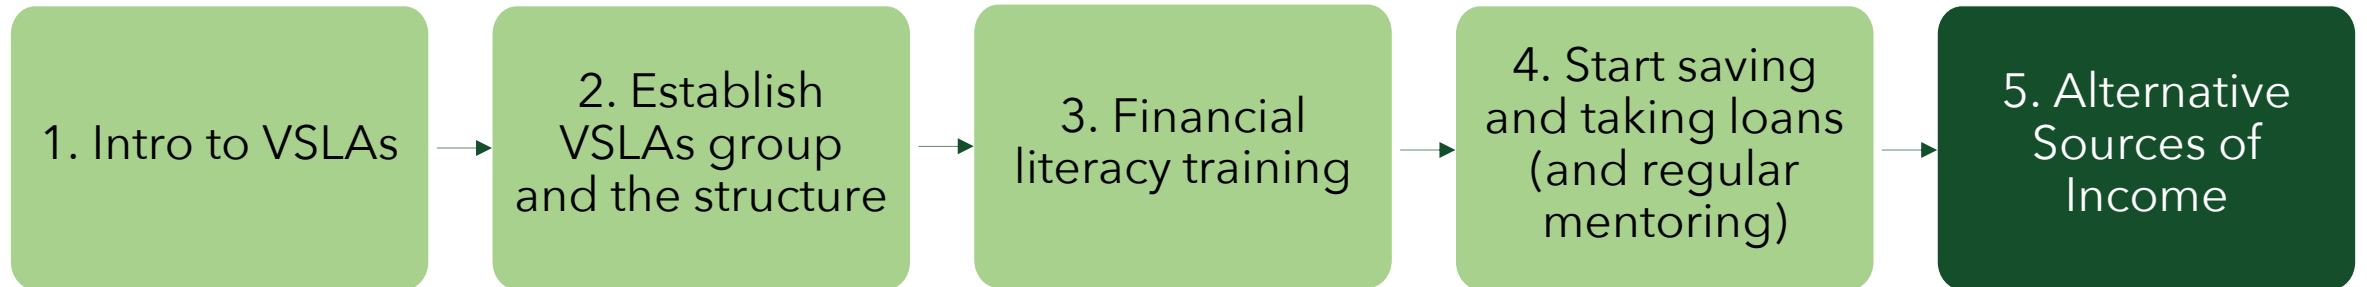 1. Intro to VSLAs
2. Establish
VSLAs group
and the structure
3. Financial
literacy training
4. Start saving
and taking loans
(and regular
mentoring)
5. Alternative
Sources of
Income